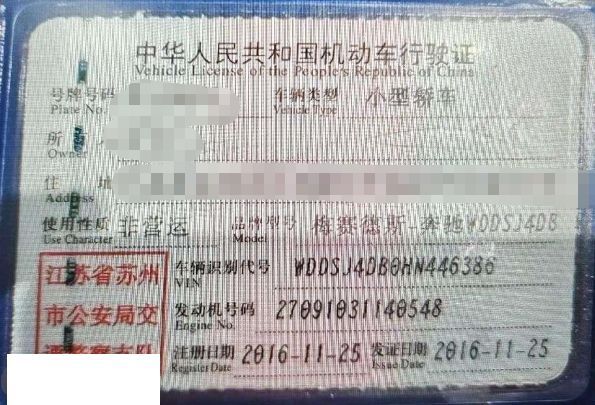 中华人民共和国机动车行驶证
Vehicle License of the People's Republic of China
号牌号码 车辆类型 小型轿车
Plate No. Vehicle Type
所
Owner
住 址
Address
使用性质 非营运 品牌型号 梅赛德斯-奔驰WDDSJ4DB
Use Character Model
江苏省苏州 车辆识别代号 WDDSJ4DB0HN446386
VIN
市公安局交 发动机号码 27091031140548
Engine No.
注册日期 2016-11-25 发证日期 2016-11-25
Register Date Issue Date